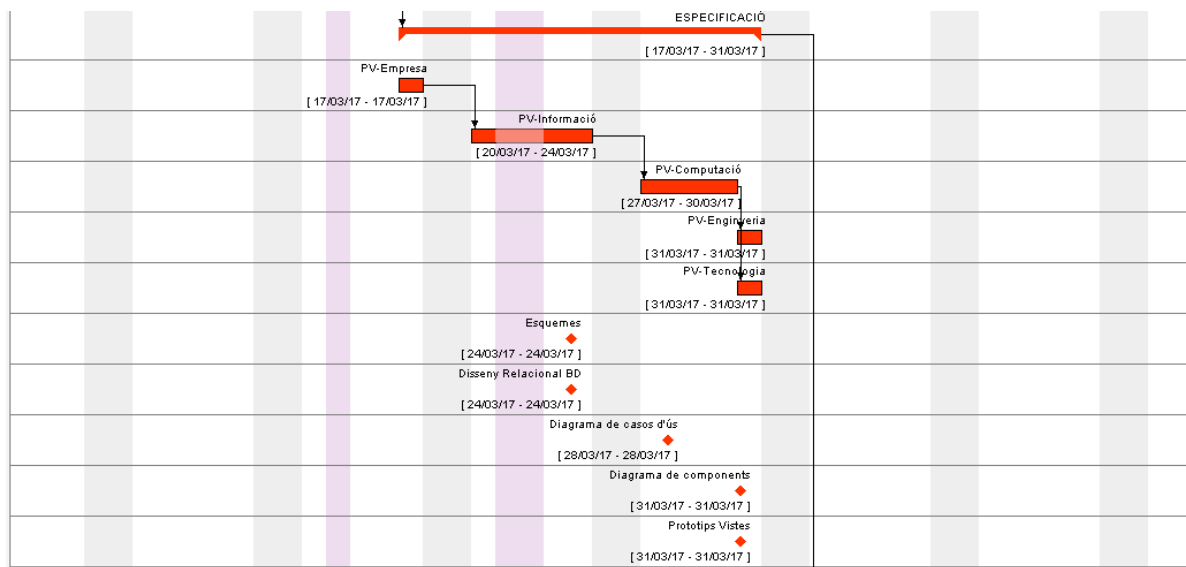 ESPECIFICACIÓ
[ 17/03/17 - 31/03/17 ]
PV-Empresa
[ 17/03/17 - 17/03/17 ]
PV-Informació
[ 20/03/17 - 24/03/17 ]
PV-Computació
[ 27/03/17 - 30/03/17 ]
PV-Enginyeria
[ 31/03/17 - 31/03/17 ]
PV-Tecnologia
[ 31/03/17 - 31/03/17 ]
Esquemes
[ 24/03/17 - 24/03/17 ]
Disseny Relacional BD
[ 24/03/17 - 24/03/17 ]
Diagrama de casos d'ús
[ 28/03/17 - 28/03/17 ]
Diagrama de components
[ 31/03/17 - 31/03/17 ]
Prototips Vistes
[ 31/03/17 - 31/03/17 ]